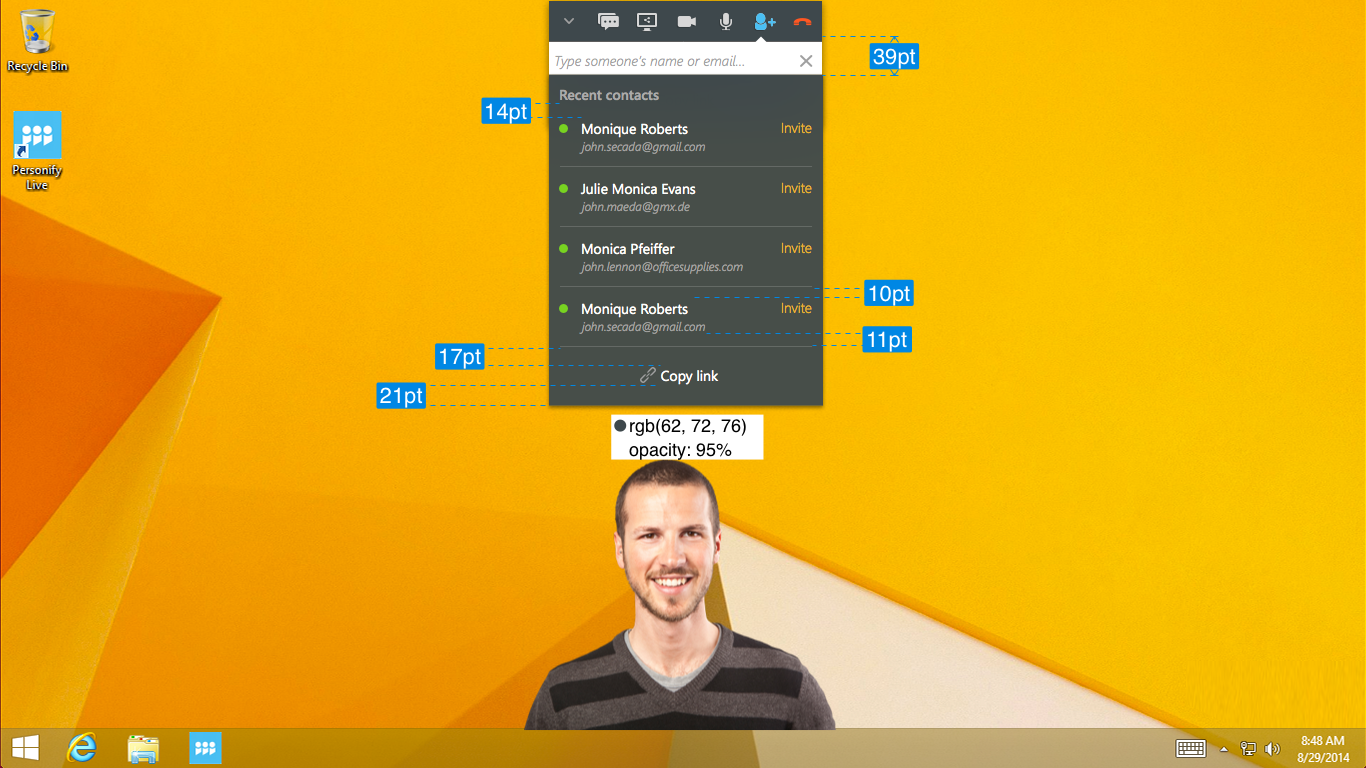 Recycle Bin
Personify
Live
Type someone's name or email...
39pt
Recent contacts
14pt
Monique Roberts
Invite
john.secada@gmail.com
Julie Monica Evans
Invite
john.maeda@gmx.de
Monica Pfeiffer
Invite
john.lennon@officesupplies.com
10pt
Monique Roberts
Invite
john.secada@gmail.com
11pt
17pt
Copy link
21pt
rgb(62, 72, 76)
opacity: 95%
8:48 AM
8/29/2014